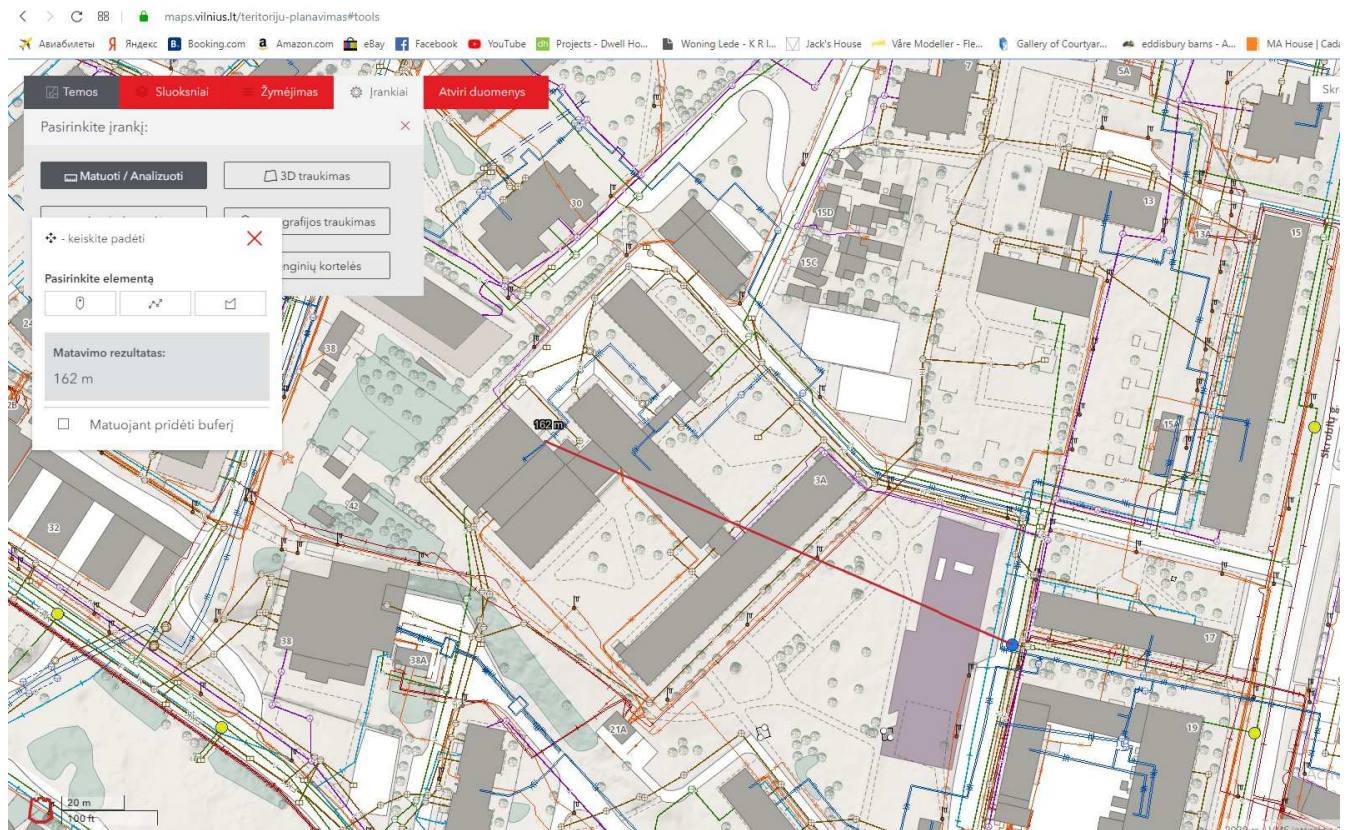 maps.vilnius.lt/teritoriju-planavimas#tools
Авиабилеты Яндекс Booking.com Amazon.com eBay Facebook YouTube Projects - Dwell Ho... Woning Lede - K R I... Jack's House Våre Modeller - Fle... Gallery of Courtyar... eddisbury barns - A... MA House | Cada
Temos Sluoksniai Žymėjimas Įrankiai Atviri duomenys
Pasirinkite įrankį:
Matuoti / Analizuoti 3D traukimas
grafijos traukimas
- keiskite padėti
nginių kortelės
Pasirinkite elementą
Matavimo rezultatas:
162 m
Matuojant pridėti buferį
162 m
7
5A
30
15D
13
13A
15
15C
38
15A
3A
42
32
38
38A
17
21A
19
20 m
100 ft